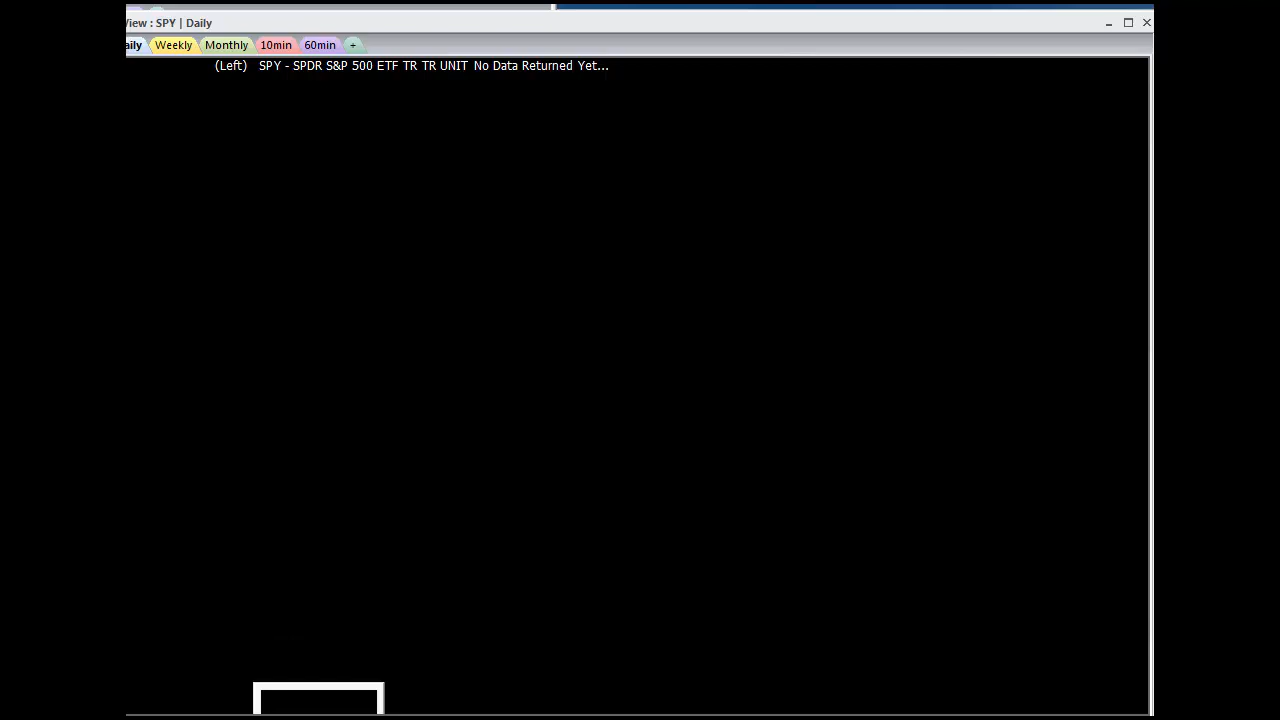 View : SPY | Daily
aily Weekly Monthly 10min 60min +
(Left) SPY - SPDR S&P 500 ETF TR TR UNIT No Data Returned Yet...